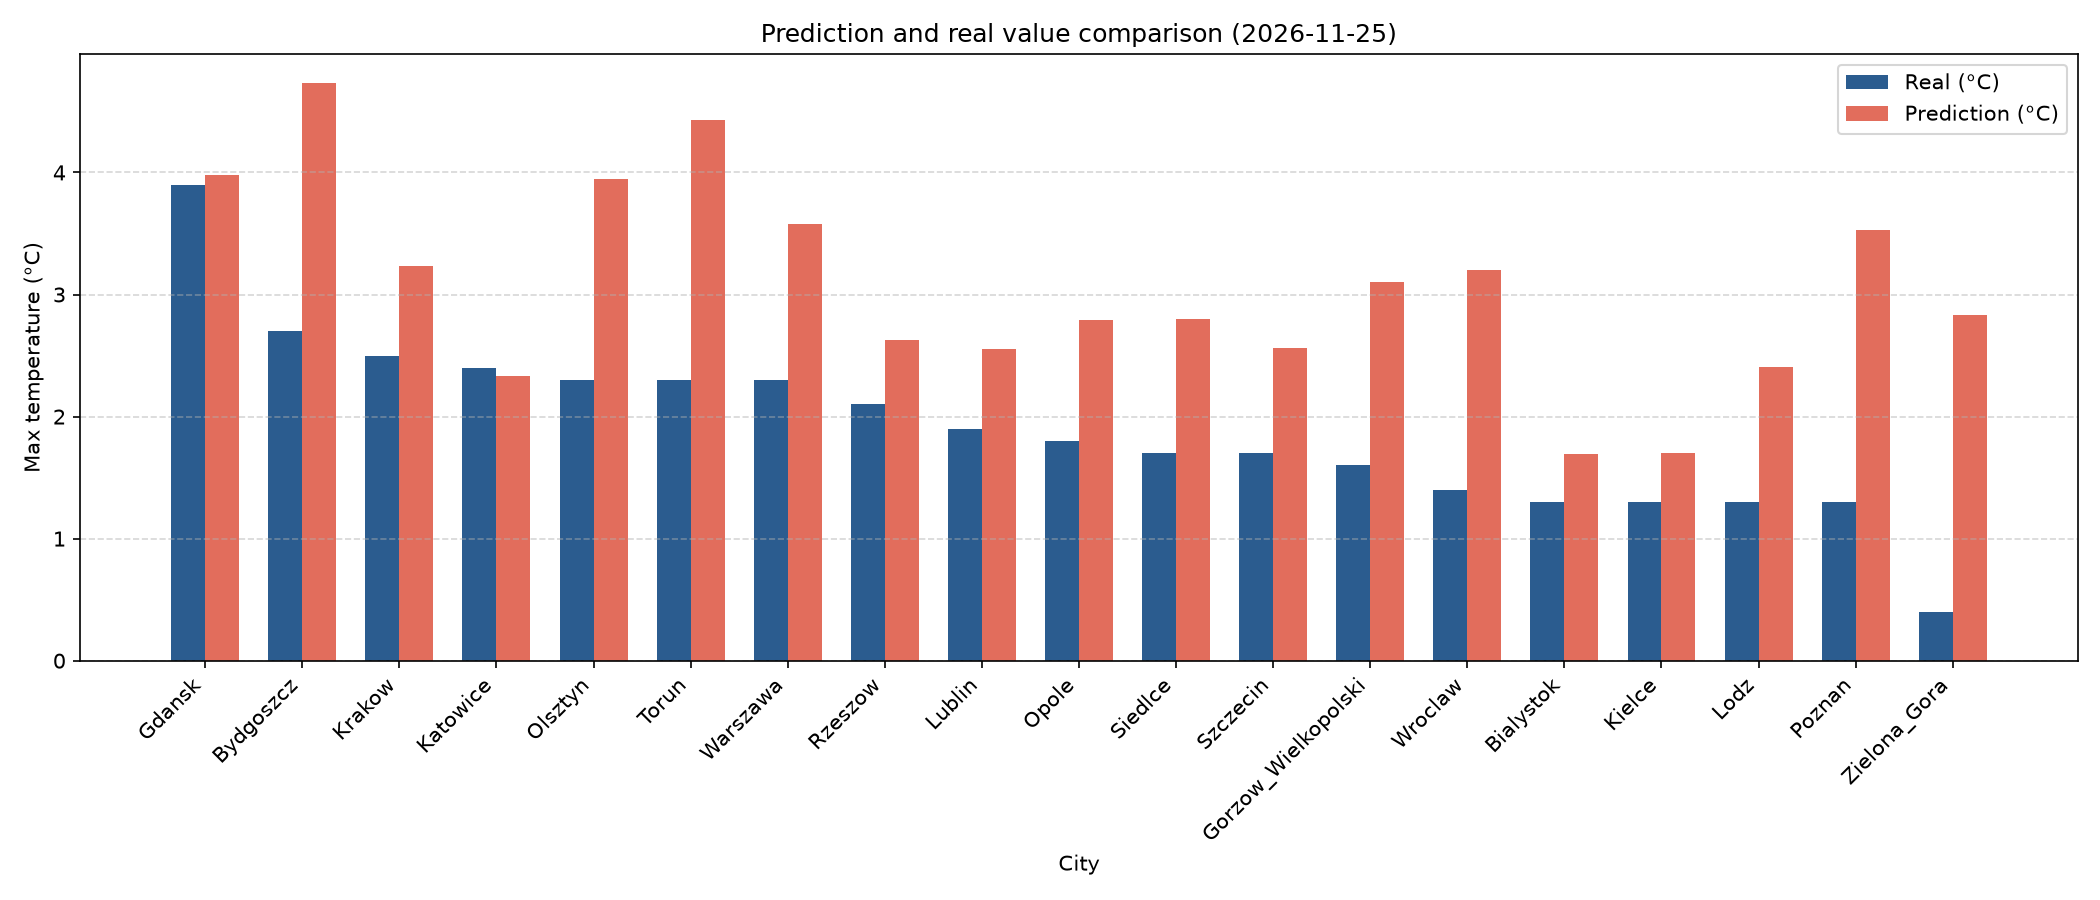 Prediction and real value comparison (2026-11-25)
Real (°C)
Prediction (°C)
Max temperature (°C)
4
3
2
1
0
Gdansk
Bydgoszcz
Krakow
Katowice
Olsztyn
Torun
Warszawa
Rzeszow
Lublin
Opole
Siedlce
Szczecin
Gorzow_Wielkopolski
Wroclaw
Bialystok
Kielce
Lodz
Poznan
Zielona_Gora
City